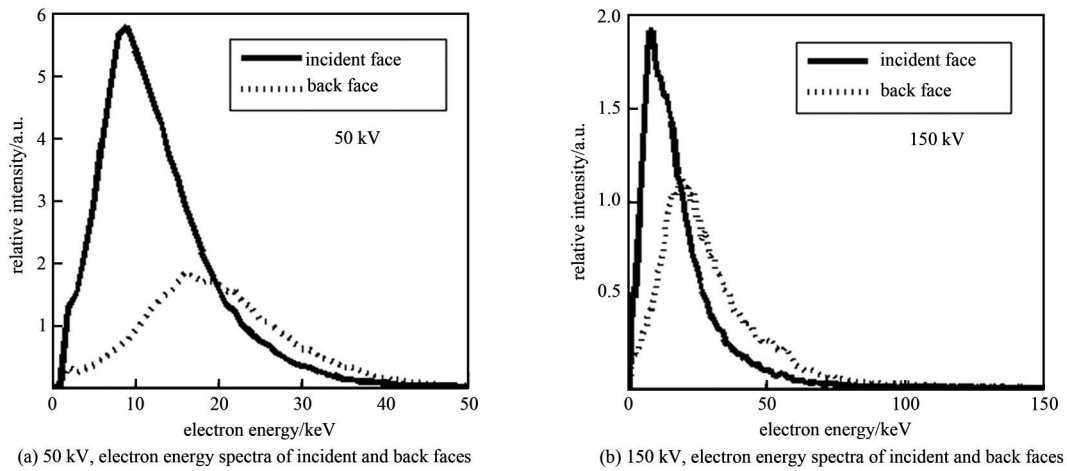 6
5
4
3
2
1
0 10 20 30 40 50
relative intensity/a.u.
electron energy/keV
incident face
back face
50 kV
(a) 50 kV, electron energy spectra of incident and back faces
2.0
1.5
1.0
0.5
0 50 100 150
relative intensity/a.u.
electron energy/keV
incident face
back face
150 kV
(b) 150 kV, electron energy spectra of incident and back faces